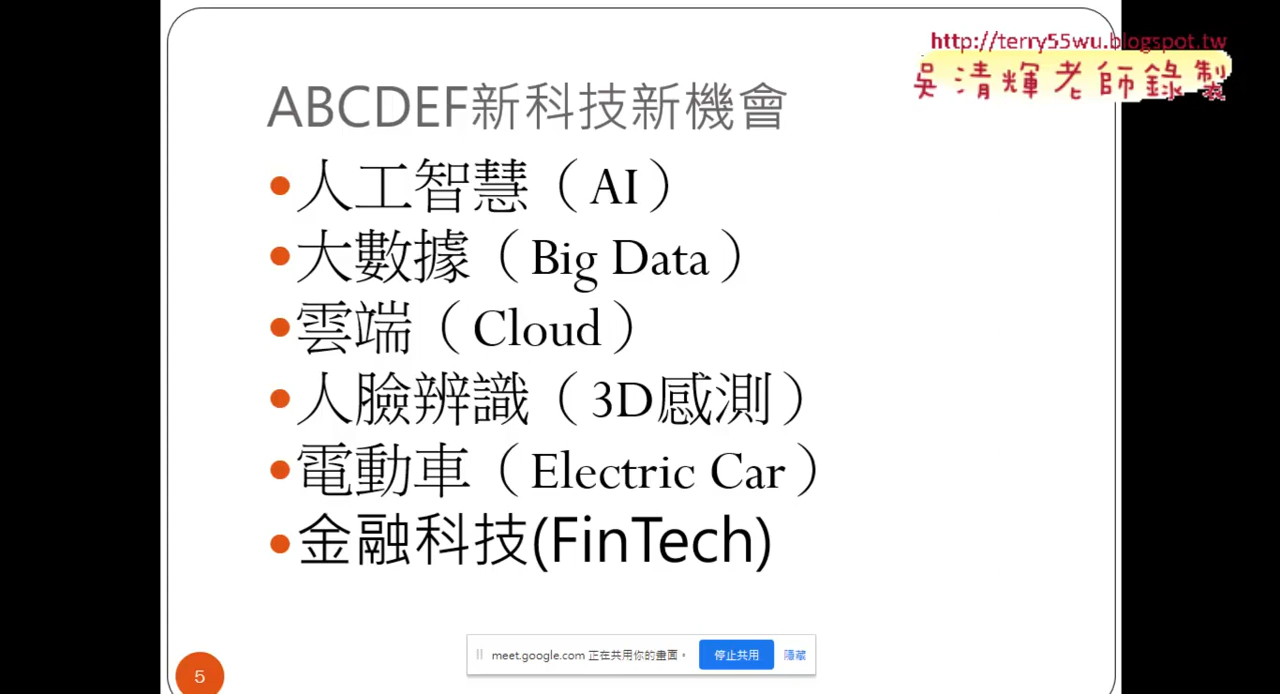 http://terry55wu.blogspot.tw
吳清輝老師錄製
ABCDEF新科技新機會
人工智慧（AI）
大數據（Big Data）
雲端（Cloud）
人臉辨識（3D感測）
電動車（Electric Car）
金融科技(FinTech)
meet.google.com 正在共用你的畫面。 停止共用 隱藏
5